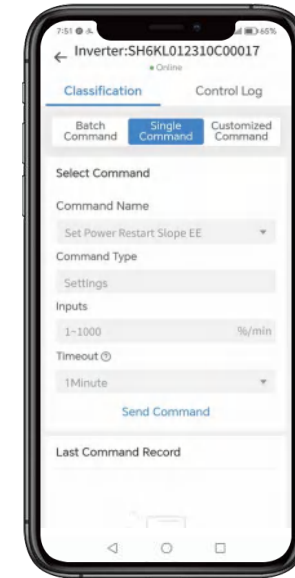 7:51
65%
Inverter:SH6KL012310C00017
Online
Classification
Control Log
Batch Command
Single Command
Customized Command
Select Command
Command Name
Set Power Restart Slope EE
Command Type
Settings
Inputs
1~1000
%/min
Timeout
1Minute
Send Command
Last Command Record